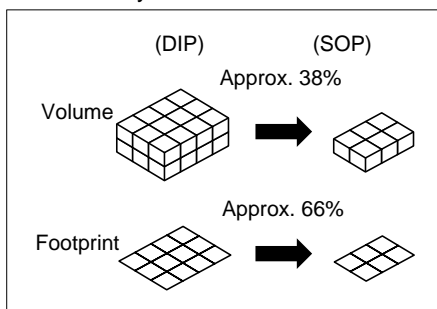 (DIP) (SOP)
Approx. 38%
Volume
Approx. 66%
Footprint